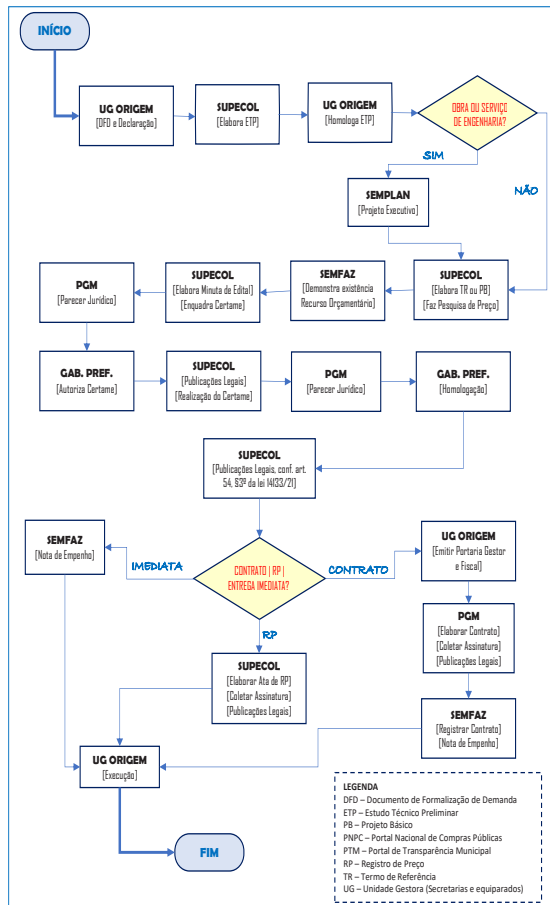 INÍCIO
UG ORIGEM
[DFD e Declaração]
SUPECOL
[Elabora ETP]
UG ORIGEM
[Homologa ETP]
OBRA OU SERVIÇO
DE ENGENHARIA?
SIM
NÃO
SEMPLAN
[Projeto Executivo]
PGM
[Parecer Jurídico]
SUPECOL
[Elabora Minuta de Edital]
[Enquadra Certame]
SEMFAZ
[Demonstra existência
Recurso Orçamentário]
SUPECOL
[Elabora TR ou PB]
[Faz Pesquisa de Preço]
GAB. PREF.
[Autoriza Certame]
SUPECOL
[Publicações Legais]
[Realização do Certame]
PGM
[Parecer Jurídico]
GAB. PREF.
[Homologação]
SUPECOL
[Publicações Legais, conf. art.
54, §3º da lei 14133/21]
SEMFAZ
[Nota de Empenho]
IMEDIATA
CONTRATO | RP |
ENTREGA IMEDIATA?
CONTRATO
UG ORIGEM
[Emitir Portaria Gestor
e Fiscal]
RP
PGM
[Elaborar Contrato]
[Coletar Assinatura]
[Publicações Legais]
SUPECOL
[Elaborar Ata de RP]
[Coletar Assinatura]
[Publicações Legais]
SEMFAZ
[Registrar Contrato]
[Nota de Empenho]
UG ORIGEM
[Execução]
FIM
LEGENDA
DFD – Documento de Formalização de Demanda
ETP – Estudo Técnico Preliminar
PB – Projeto Básico
PNPC – Portal Nacional de Compras Públicas
PTM – Portal de Transparência Municipal
RP – Registro de Preço
TR – Termo de Referência
UG – Unidade Gestora (Secretarias e equiparados)